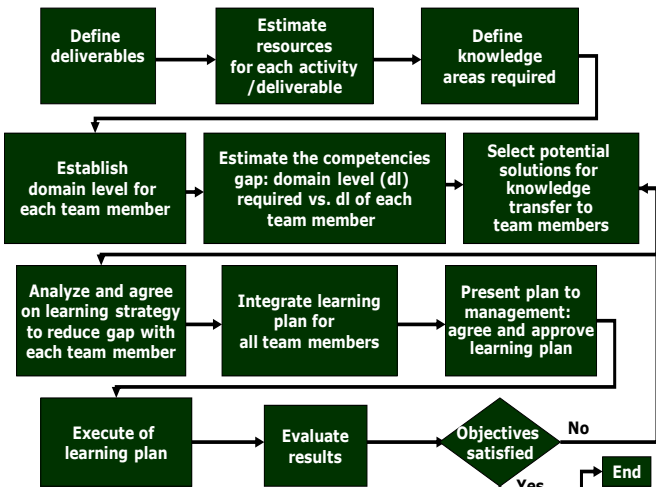 Define
deliverables
Estimate
resources
for each activity
/deliverable
Define
knowledge
areas required
Establish
domain level for
each team member
Estimate the competencies
gap: domain level (dl)
required vs. dl of each
team member
Select potential
solutions for
knowledge
transfer to
team members
Analyze and agree
on learning strategy
to reduce gap with
each team member
Integrate learning
plan for
all team members
Present plan to
management:
agree and approve
learning plan
Execute of
learning plan
Evaluate
results
Objectives
satisfied
No
Yes
End